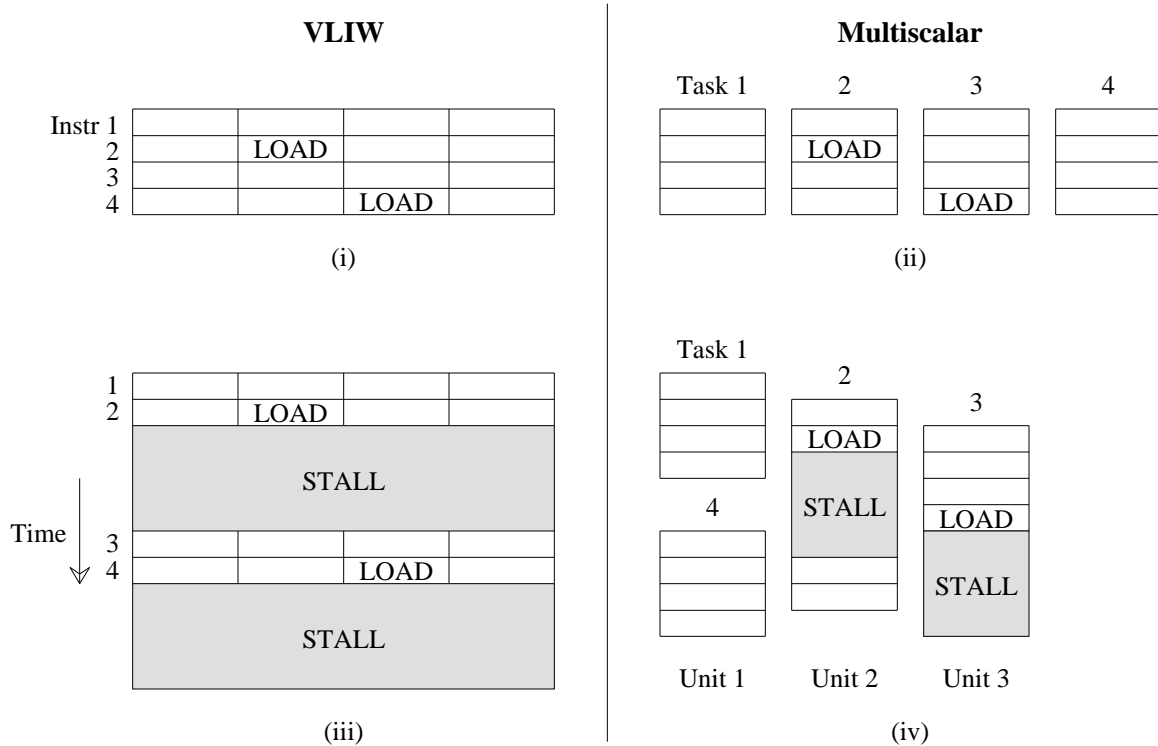 VLIW
Instr 1
2 LOAD
3
4 LOAD
(i)
1
2 LOAD
STALL
Time
3
4 LOAD
STALL
(iii)
Multiscalar
Task 1 2 3 4
LOAD
LOAD
(ii)
Task 1
2
3
LOAD
STALL
4
LOAD
STALL
Unit 1 Unit 2 Unit 3
(iv)